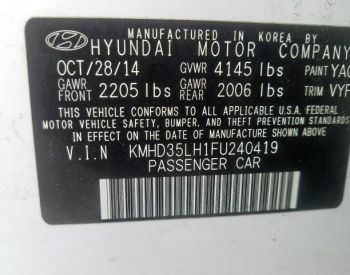 MANUFACTURED IN KOREA BY
HYUNDAI MOTOR COMPANY
OCT/28/14 GVWR 4145 lbs PAINT YAC
GAWR FRONT 2205 lbs GAWR REAR 2006 lbs TRIM VYF
THIS VEHICLE CONFORMS TO ALL APPLICABLE U.S.A FEDERAL
MOTOR VEHICLE SAFETY, BUMPER, AND THEFT PREVENTION STANDARDS
IN EFFECT ON THE DATE OF MANUFACTURE SHOWN ABOVE.
V.I.N KMHD35LH1FU240419
PASSENGER CAR